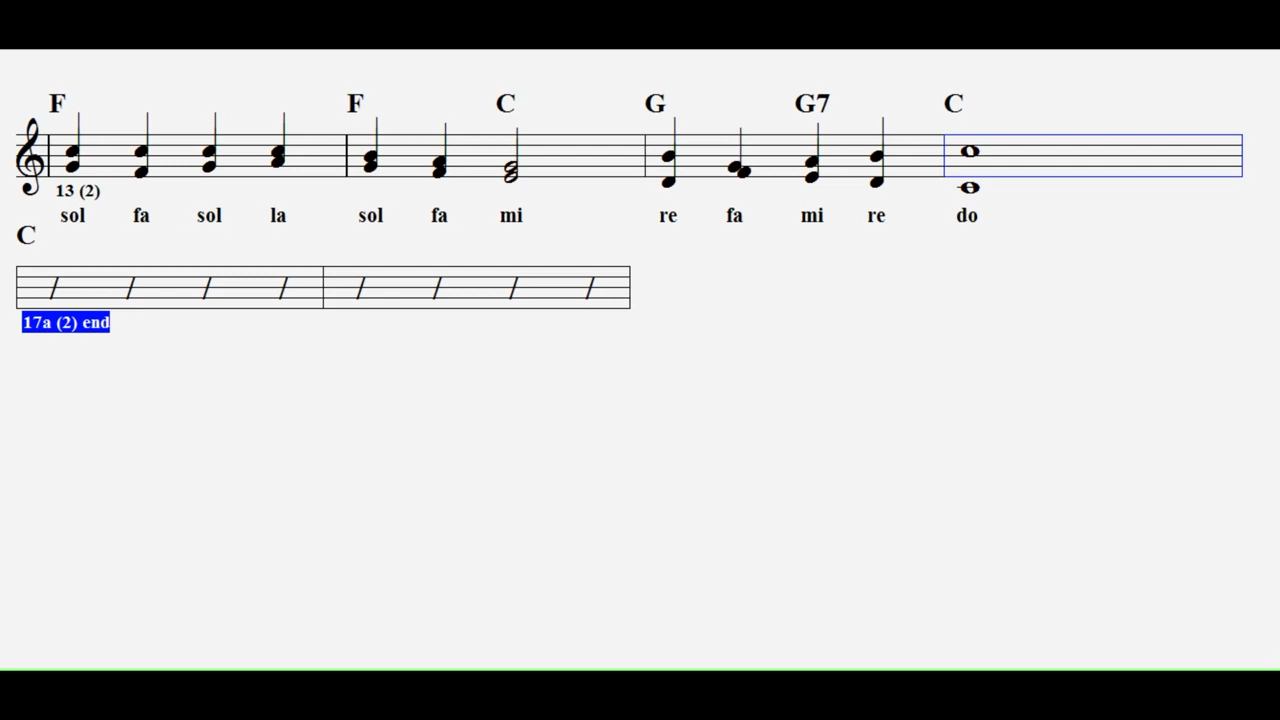 F F C G G7 C
13 (2)
sol fa sol la sol fa mi re fa mi re do
C
17a (2) end